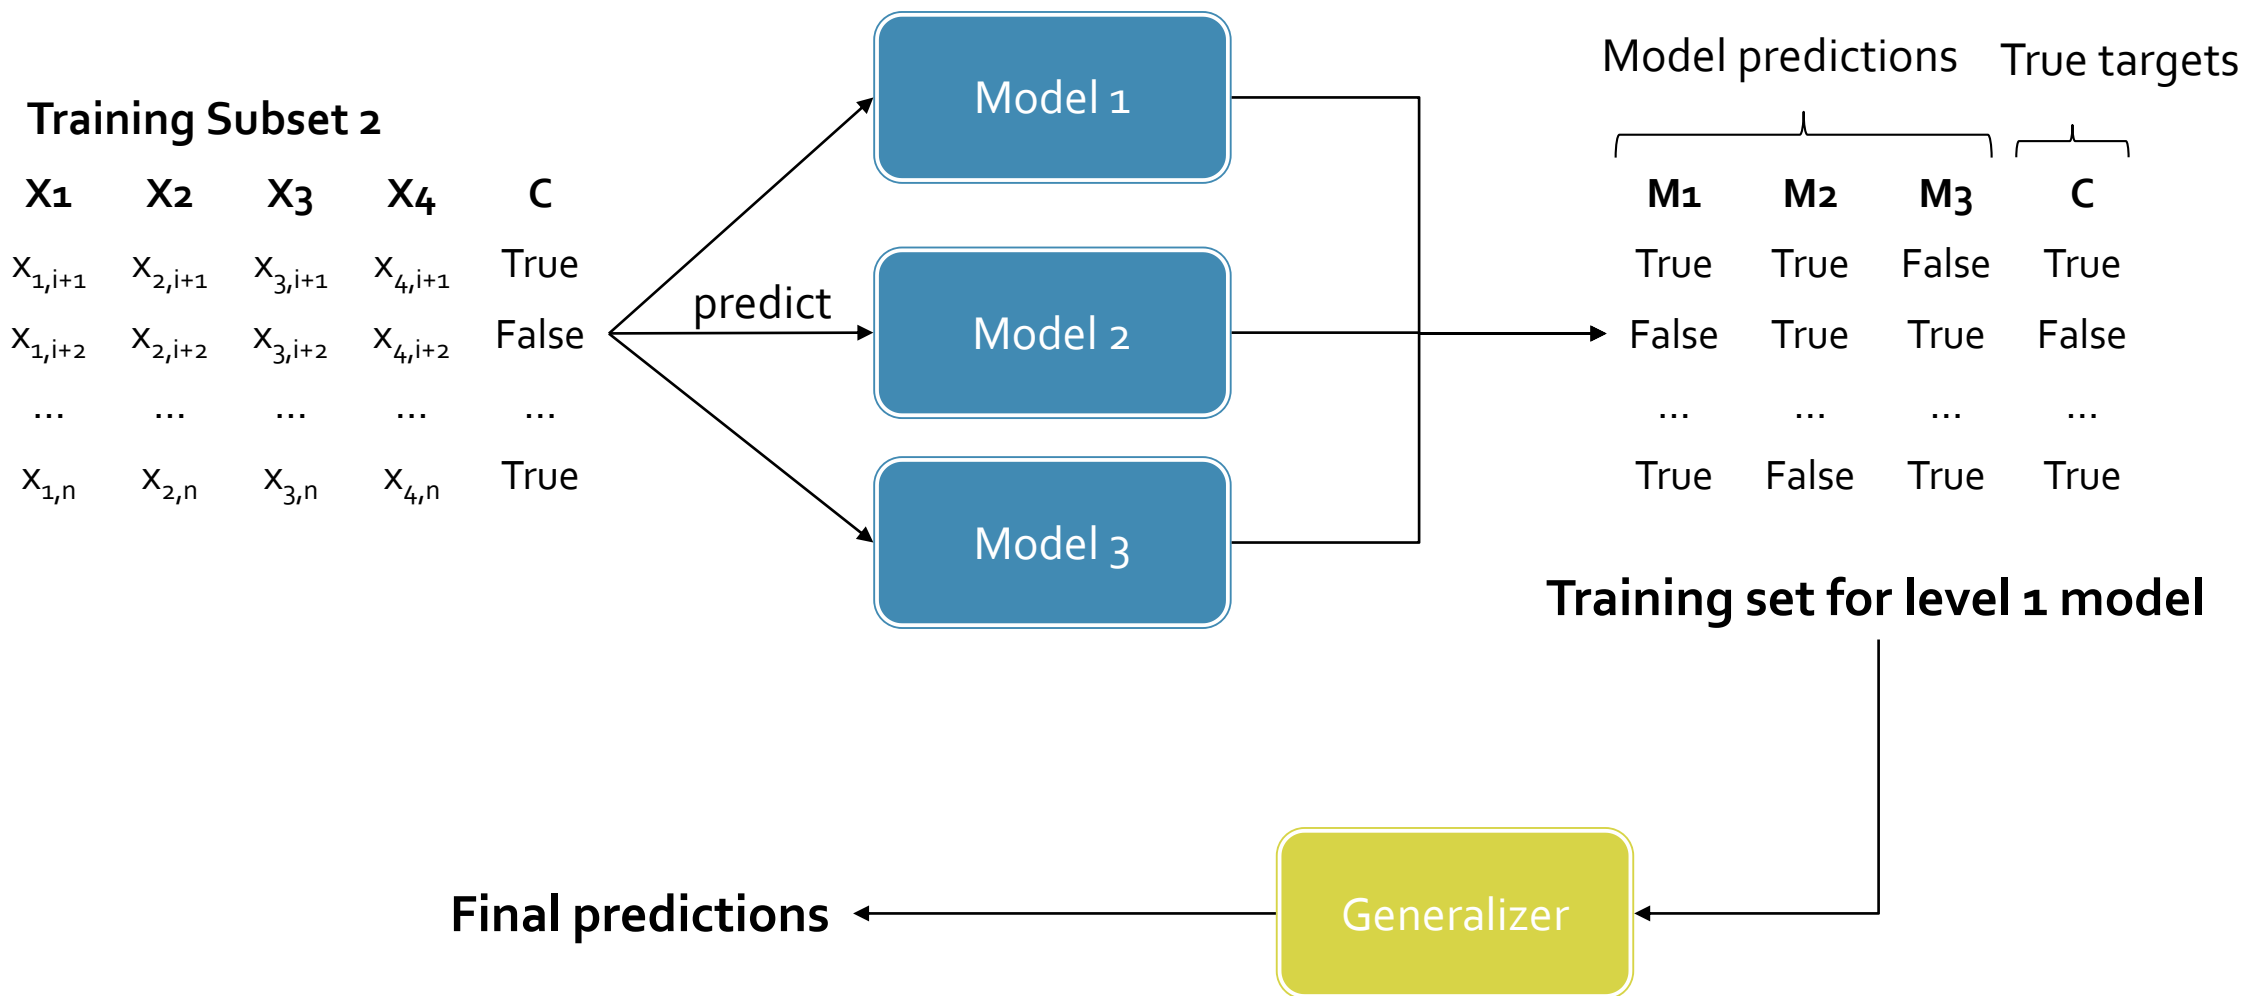 Training Subset 2
X1 X2 X3 X4 C
x1,i+1 x2,i+1 x3,i+1 x4,i+1 True
x1,i+2 x2,i+2 x3,i+2 x4,i+2 False
... ... ... ... ...
x1,n x2,n x3,n x4,n True
predict
Model 1
Model 2
Model 3
Model predictions True targets
M1 M2 M3 C
True True False True
False True True False
... ... ... ...
True False True True
Training set for level 1 model
Generalizer
Final predictions